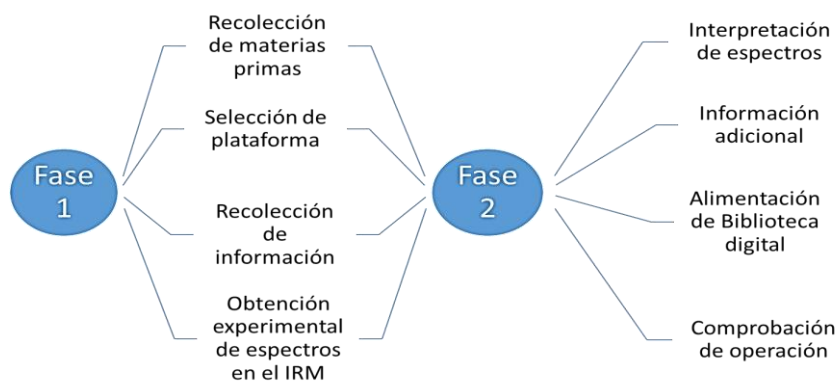 Fase
1
Recolección
de materias
primas
Selección de
plataforma
Recolección
de
información
Obtención
experimental
de espectros
en el IRM
Fase
2
Interpretación
de espectros
Información
adicional
Alimentación
de Biblioteca
digital
Comprobación
de operación